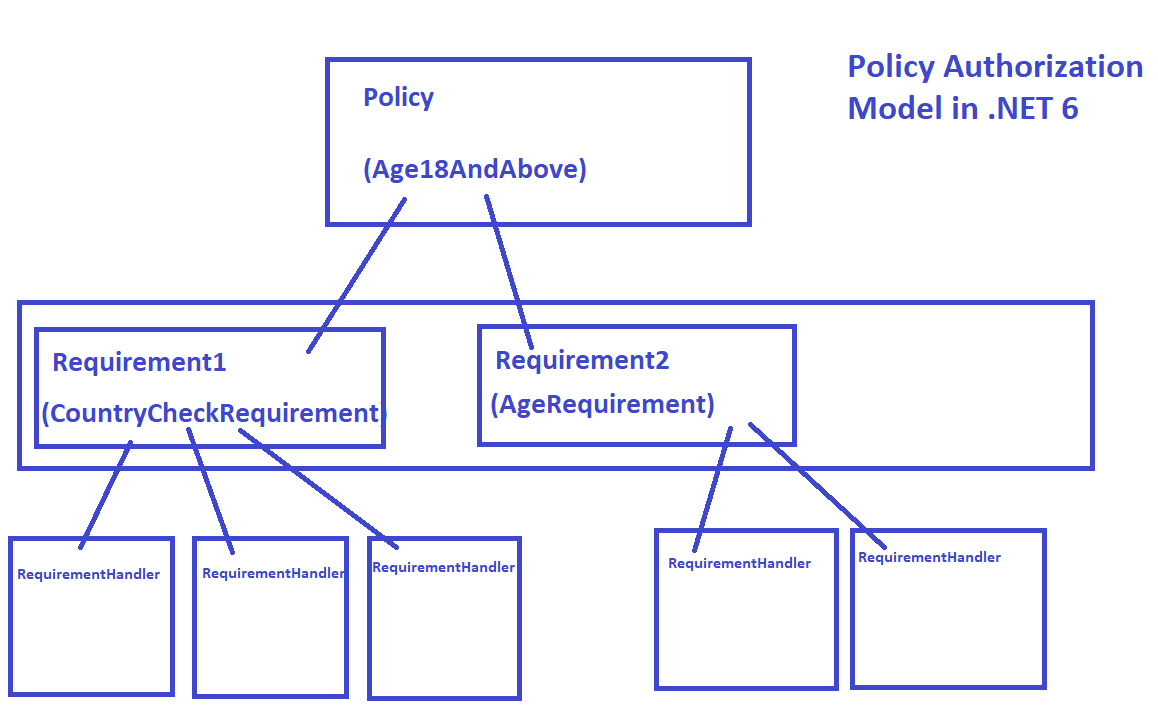 Policy Authorization
Model in .NET 6
Policy
(Age18AndAbove)
Requirement1
(CountryCheckRequirement)
Requirement2
(AgeRequirement)
RequirementHandler
RequirementHandler
RequirementHandler
RequirementHandler
RequirementHandler